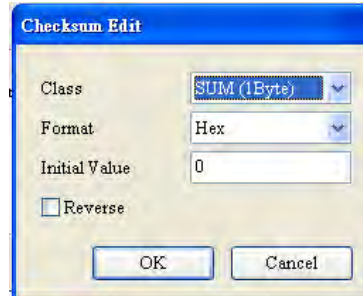 Checksum Edit
Class SUM (1Byte)
Format Hex
Initial Value 0
Reverse
OK Cancel